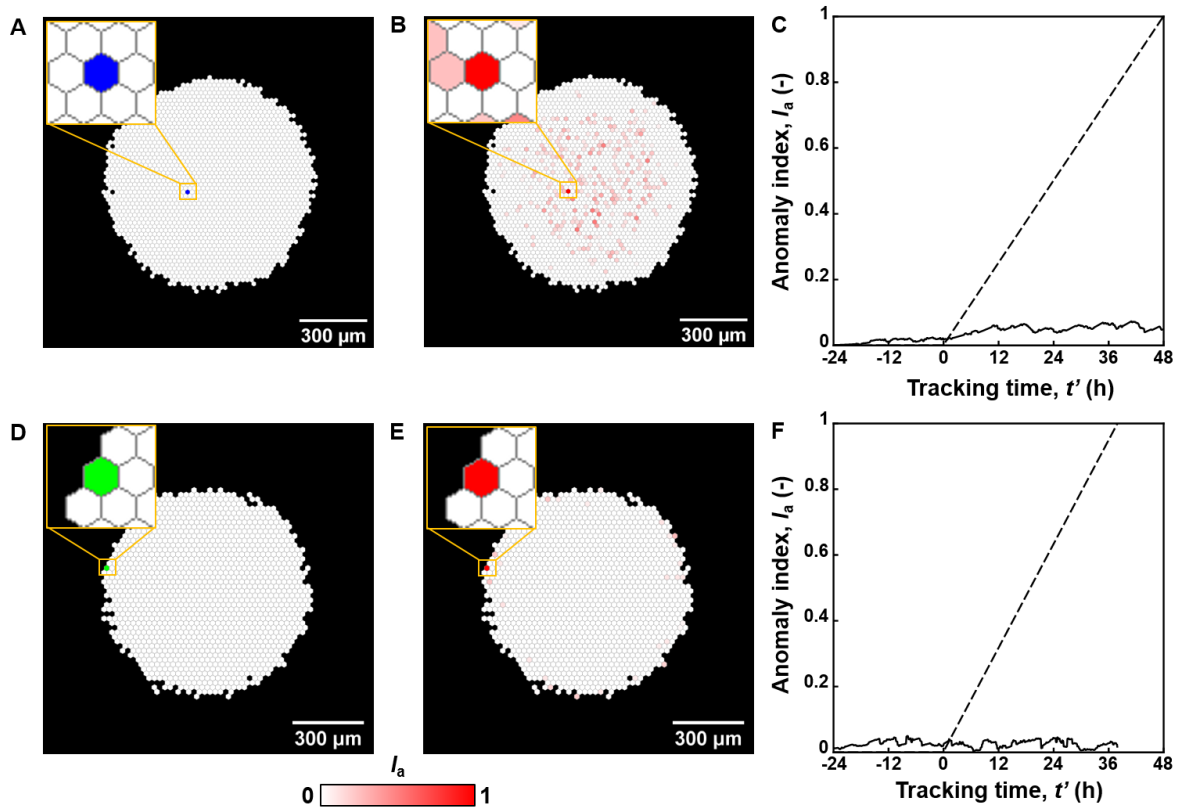 A
300 µm
B
300 µm
C
Anomaly index, Ia (-)
1
0.8
0.6
0.4
0.2
0
-24 -12 0 12 24 36 48
Tracking time, t' (h)
D
300 µm
E
300 µm
F
Anomaly index, Ia (-)
1
0.8
0.6
0.4
0.2
0
-24 -12 0 12 24 36 48
Tracking time, t' (h)
Ia
0 1